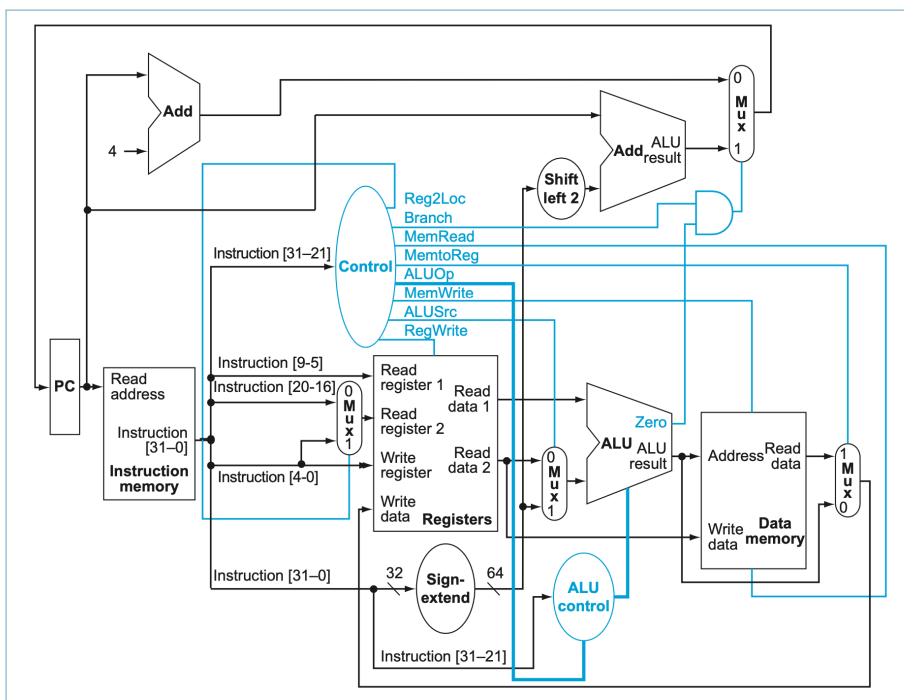 Add
4
0
Mux
1
Add
ALU
result
Shift
left 2
Reg2Loc
Branch
MemRead
MemtoReg
ALUOp
MemWrite
ALUSrc
RegWrite
Control
Instruction [31–21]
PC
Read
address
Instruction
[31–0]
Instruction
memory
Instruction [9-5]
Instruction [20-16]
Instruction [4-0]
0
Mux
1
Read
register 1
Read
register 2
Write
register
Write
data
Read
data 1
Read
data 2
Registers
0
Mux
1
Zero
ALU
ALU
result
Address
Read
data
Write
data
Data
memory
1
Mux
0
Instruction [31–0]
32
Sign-
extend
64
ALU
control
Instruction [31–21]